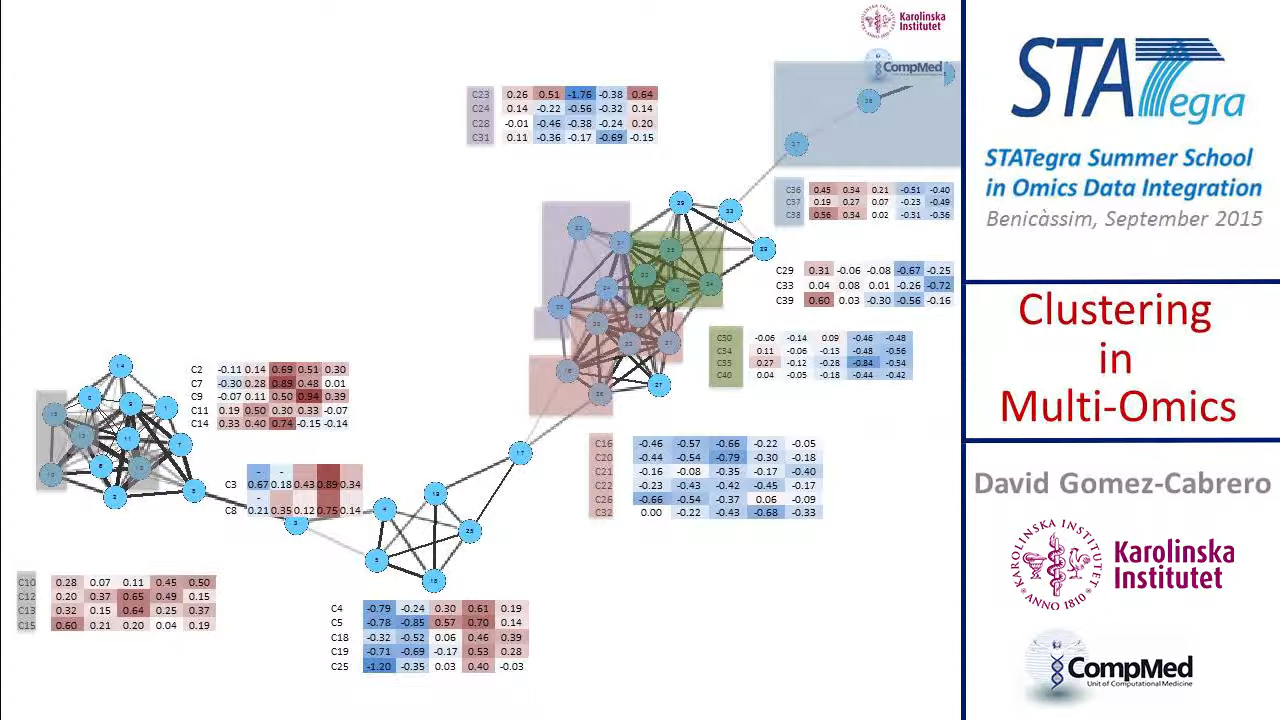 Karolinska
Institutet
CompMed
C23 0.26 0.51 -1.76 -0.38 0.64
C24 0.14 -0.22 -0.56 -0.32 0.14
C28 -0.01 -0.46 -0.38 -0.24 0.20
C31 0.11 -0.36 -0.17 -0.69 -0.15
C36 0.45 0.34 0.21 -0.51 -0.40
C37 0.19 0.27 0.07 -0.23 -0.49
C38 0.56 0.34 0.02 -0.31 -0.36
C29 0.31 -0.06 -0.08 -0.67 -0.25
C33 0.04 0.08 0.01 -0.26 -0.72
C39 0.60 0.03 -0.30 -0.56 -0.16
C30 -0.06 -0.14 0.09 -0.46 -0.48
C34 0.11 -0.06 -0.13 -0.48 -0.56
C35 0.27 -0.12 -0.28 -0.84 -0.54
C40 0.04 -0.05 -0.18 -0.44 -0.42
C2 -0.11 0.14 0.69 0.51 0.30
C7 -0.30 0.28 0.89 0.48 0.01
C9 -0.07 0.11 0.50 0.94 0.39
C11 0.19 0.50 0.30 0.33 -0.07
C14 0.33 0.40 0.74 -0.15 -0.14
C16 -0.46 -0.57 -0.66 -0.22 -0.05
C20 -0.44 -0.54 -0.79 -0.30 -0.18
C21 -0.16 -0.08 -0.35 -0.17 -0.40
C22 -0.23 -0.43 -0.42 -0.45 -0.17
C26 -0.66 -0.54 -0.37 0.06 -0.09
C32 0.00 -0.22 -0.43 -0.68 -0.33
- -
C3 0.67 0.18 0.43 0.89 0.34
-
C8 0.21 0.35 0.12 0.75 0.14
C10 0.28 0.07 0.11 0.45 0.50
C12 0.20 0.37 0.65 0.49 0.15
C13 0.32 0.15 0.64 0.25 0.37
C15 0.60 0.21 0.20 0.04 0.19
C4 -0.79 -0.24 0.30 0.61 0.19
C5 -0.78 -0.85 0.57 0.70 0.14
C18 -0.32 -0.52 0.06 0.46 0.39
C19 -0.71 -0.69 -0.17 0.53 0.28
C25 -1.20 -0.35 0.03 0.40 -0.03
14
17
27
STATegra
STATegra Summer School
in Omics Data Integration
Benicàssim, September 2015
Clustering
in
Multi-Omics
David Gomez-Cabrero
KAROLINSKA INSTITUTET
ANNO 1810
Karolinska
Institutet
CompMed
Unit of Computational Medicine